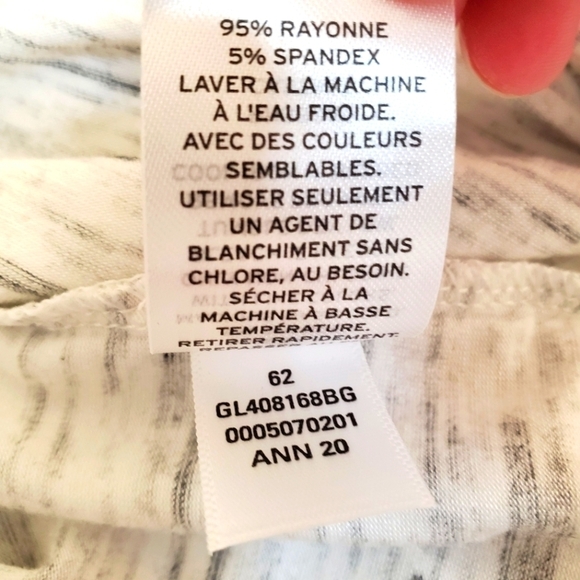 95% RAYONNE
5% SPANDEX
LAVER À LA MACHINE
À L'EAU FROIDE.
AVEC DES COULEURS
SEMBLABLES.
UTILISER SEULEMENT
UN AGENT DE
BLANCHIMENT SANS
CHLORE, AU BESOIN.
SÉCHER À LA
MACHINE À BASSE
TEMPÉRATURE.
RETIRER RAPIDEMENT.
62
GL408168BG
0005070201
ANN 20